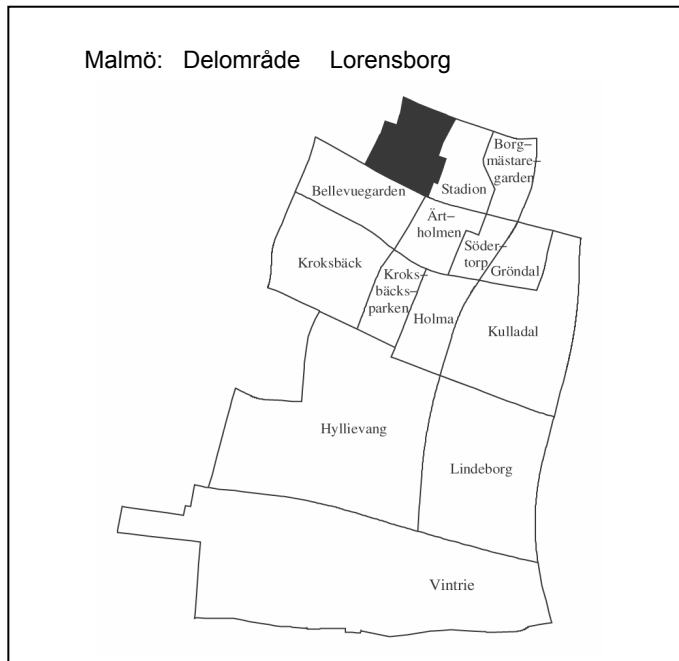 Malmö: Delområde Lorensborg
Borg–
mästare–
garden
Stadion
Bellevuegarden
Ärt–
holmen
Söder–
torp
Gröndal
Kroksbäck
Kroks–
bäcks–
parken
Holma
Kulladal
Hyllievang
Lindeborg
Vintrie